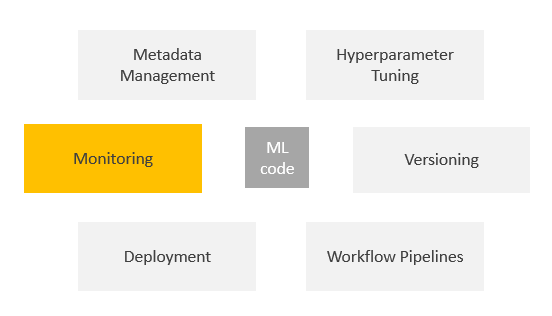 Metadata
Management
Hyperparameter
Tuning
Monitoring
ML
code
Versioning
Deployment
Workflow Pipelines